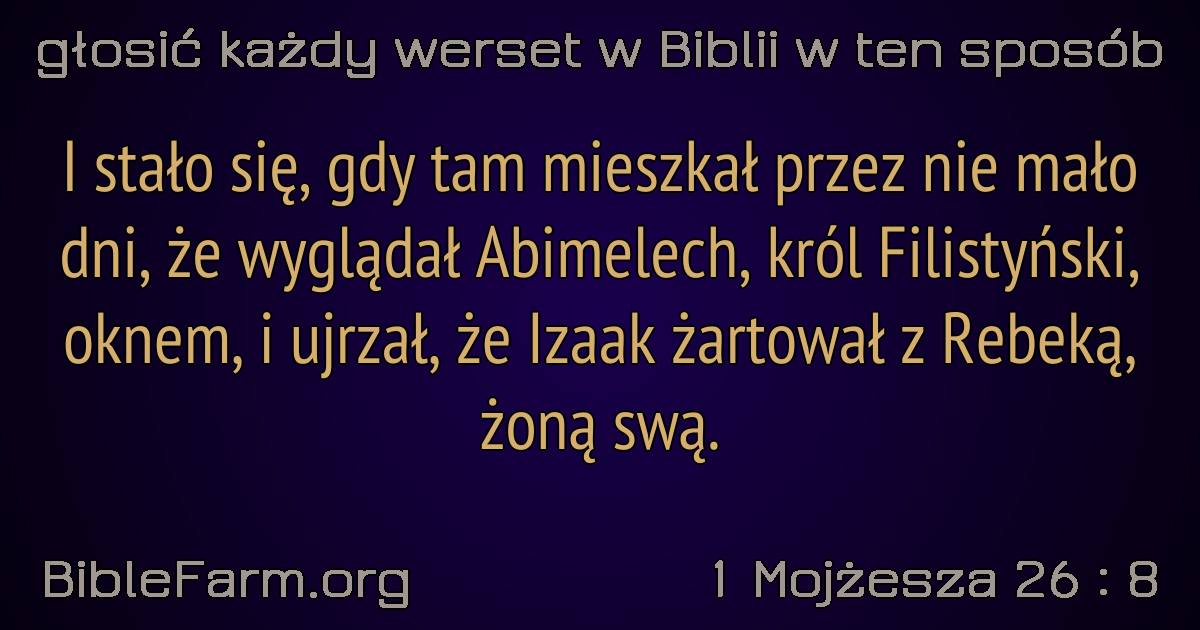 głosić każdy werset w Biblii w ten sposób
I stało się, gdy tam mieszkał przez nie mało
dni, że wyglądał Abimelech, król Filistyński,
oknem, i ujrzał, że Izaak żartował z Rebeką,
żoną swą.
BibleFarm.org
1 Mojżesza 26 : 8